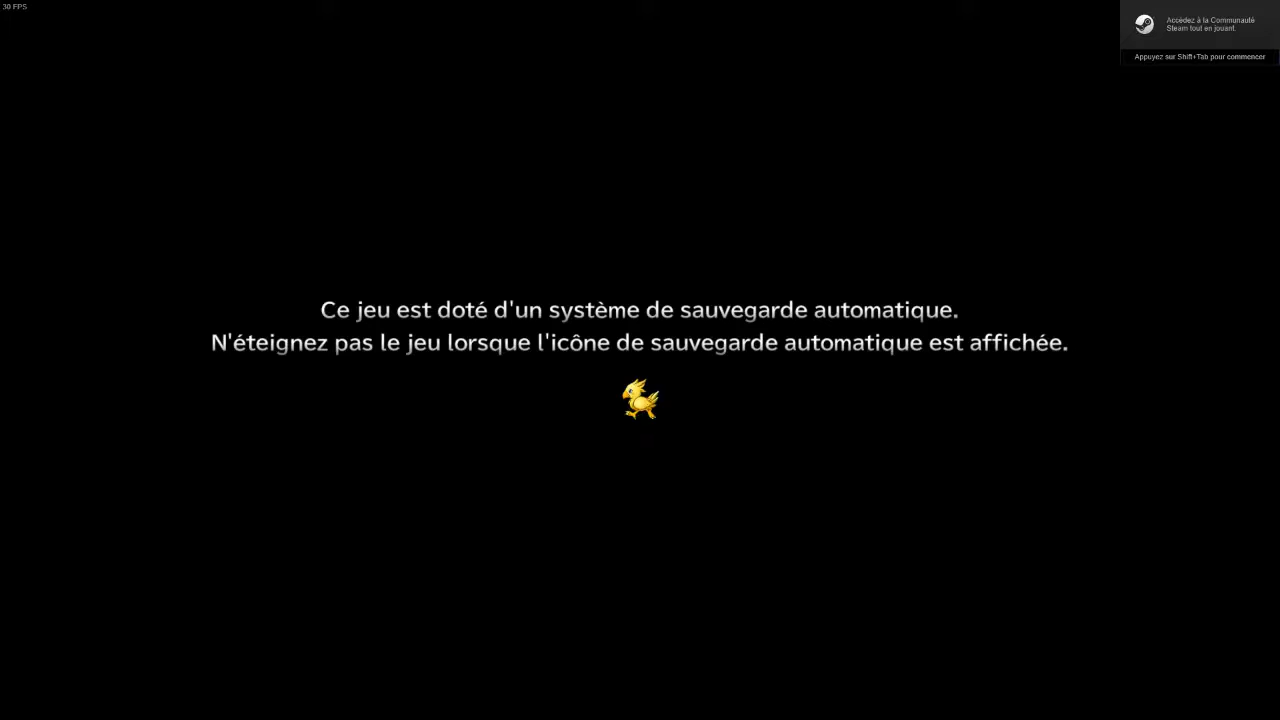 30 FPS
Accèdez à la Communauté
Steam tout en jouant.
Appuyez sur Shift+Tab pour commencer
Ce jeu est doté d'un système de sauvegarde automatique.
N'éteignez pas le jeu lorsque l'icône de sauvegarde automatique est affichée.